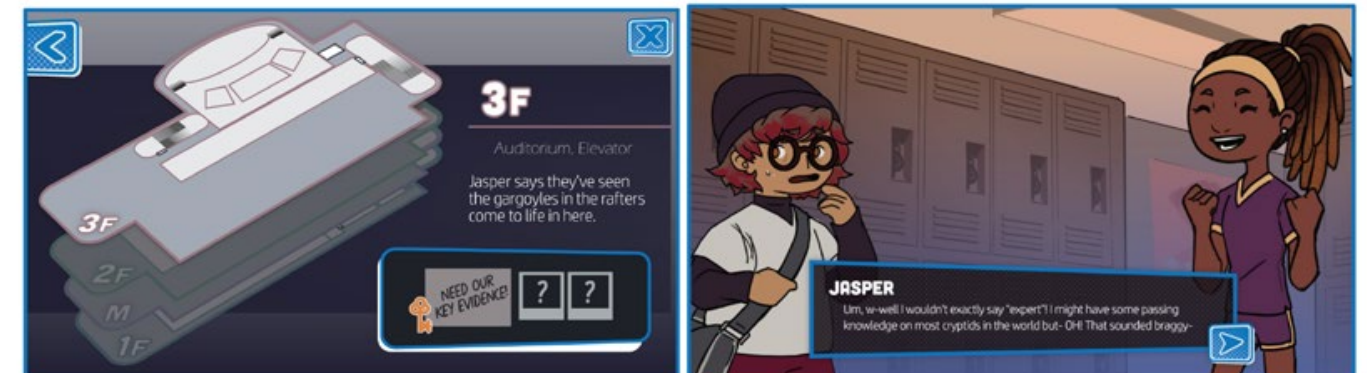 3F
Auditorium, Elevator
Jasper says they've seen
the gargoyles in the rafters
come to life in here.
3F
2F
M
1F
NEED OUR
KEY EVIDENCE!
? ?
JASPER
Um, w-well I wouldn't exactly say "expert"! I might have some passing
knowledge on most cryptids in the world but- OH! That sounded braggy-